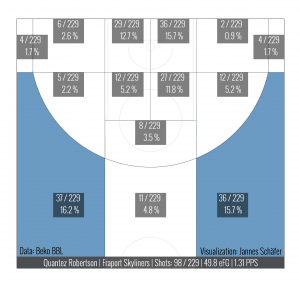 6 / 229 29 / 229 36 / 229 2 / 229
2.6 % 12.7 % 15.7 % 0.9 %
4 / 229 4 / 229
1.7 % 1.7 %
5 / 229 12 / 229 27 / 229 12 / 229
2.2 % 5.2 % 11.8 % 5.2 %
8 / 229
3.5 %
37 / 229 11 / 229 36 / 229
16.2 % 4.8 % 15.7 %
Data: Beko BBL Visualization: Jannes Schäfer
Quantez Robertson | Fraport Skyliners | Shots: 98 / 229 | 49.8 eFG | 1.31 PPS